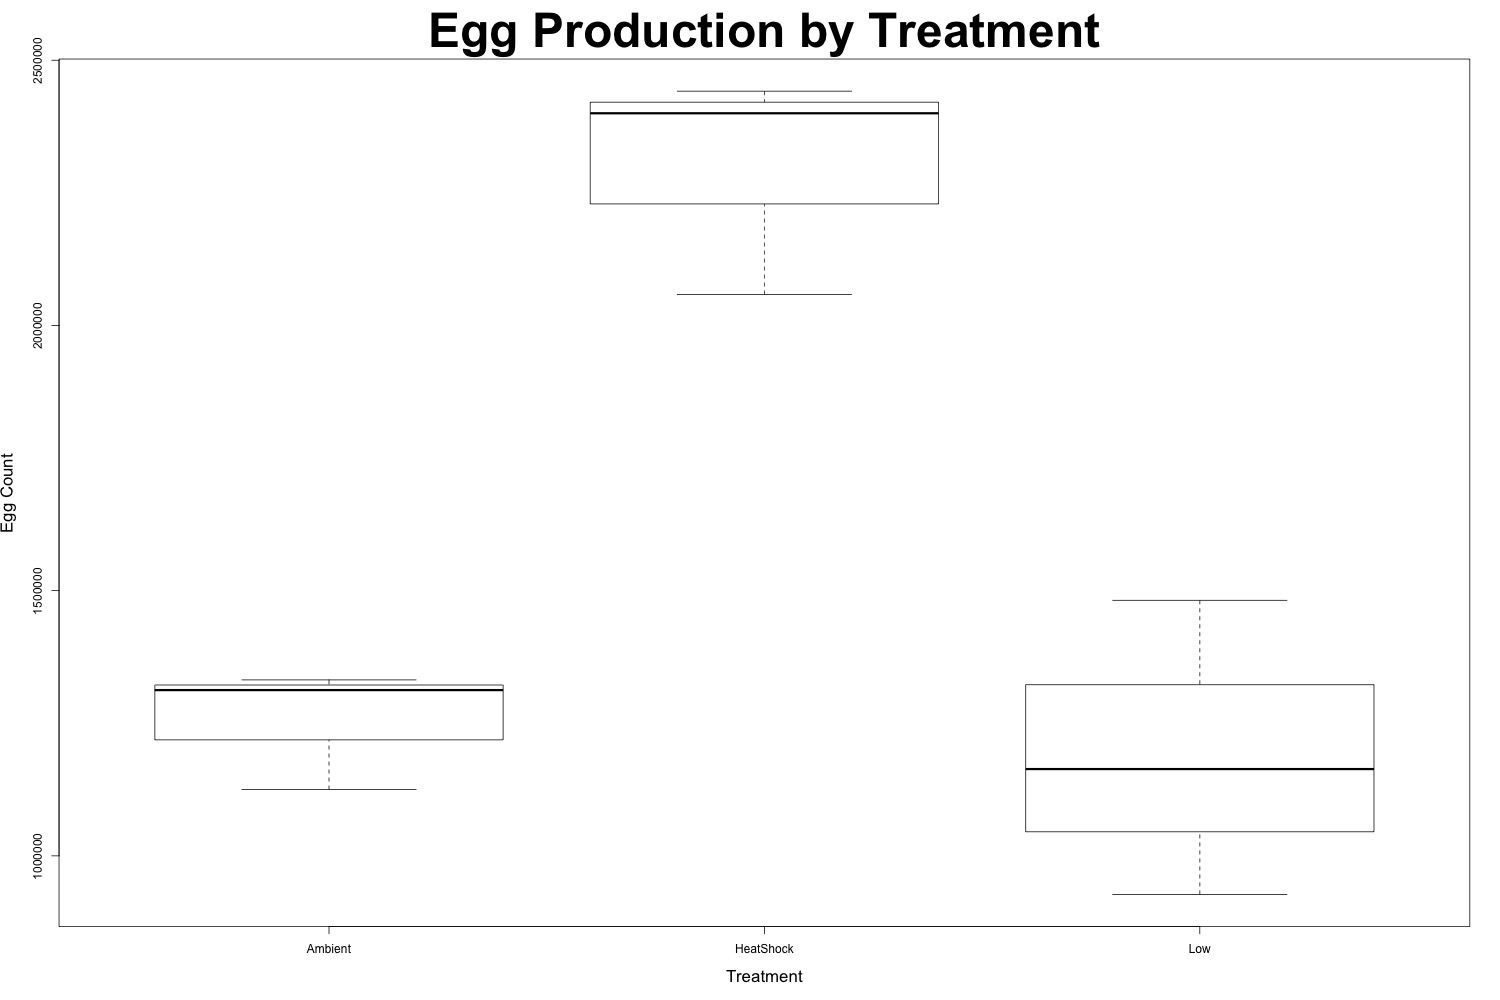 Egg Production by Treatment
2500000
2000000
1500000
1000000
Egg Count
Ambient
HeatShock
Low
Treatment